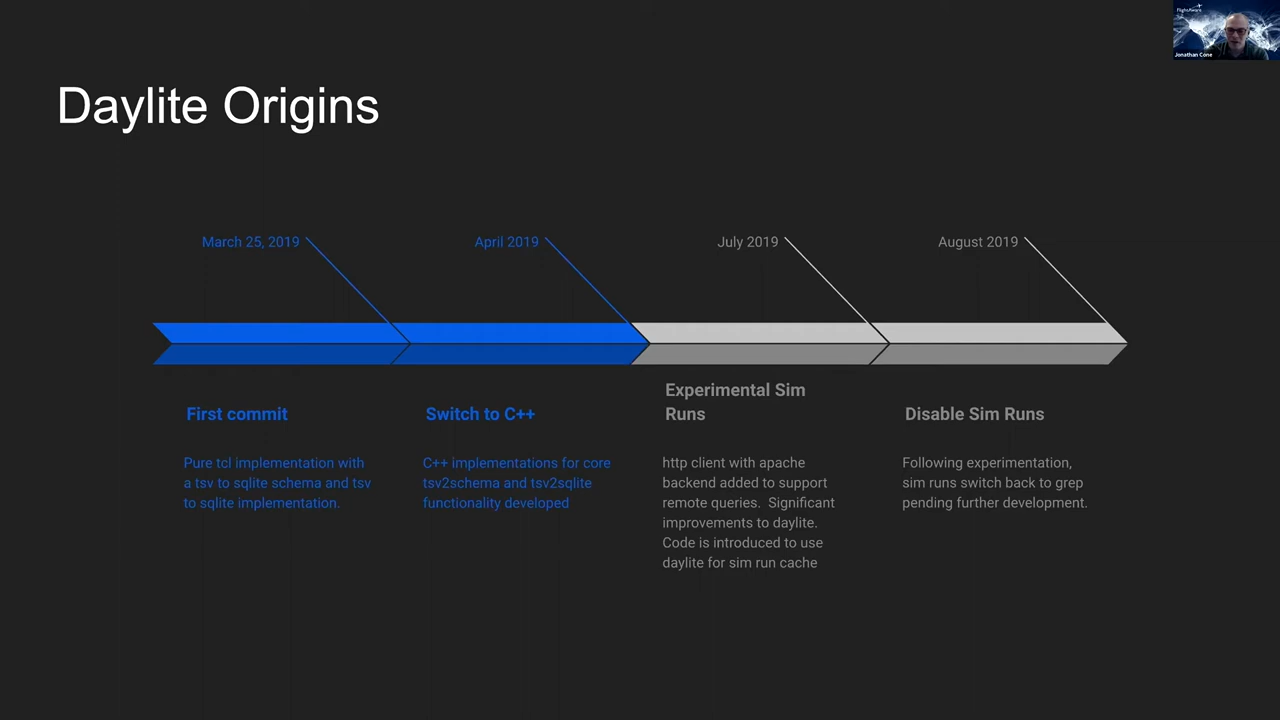 FlightAware
Jonathan Cone
Daylite Origins
March 25, 2019
April 2019
July 2019
August 2019
First commit
Pure tcl implementation with
a tsv to sqlite schema and tsv
to sqlite implementation.
Switch to C++
C++ implementations for core
tsv2schema and tsv2sqlite
functionality developed
Experimental Sim
Runs
http client with apache
backend added to support
remote queries.  Significant
improvements to daylite.
Code is introduced to use
daylite for sim run cache
Disable Sim Runs
Following experimentation,
sim runs switch back to grep
pending further development.